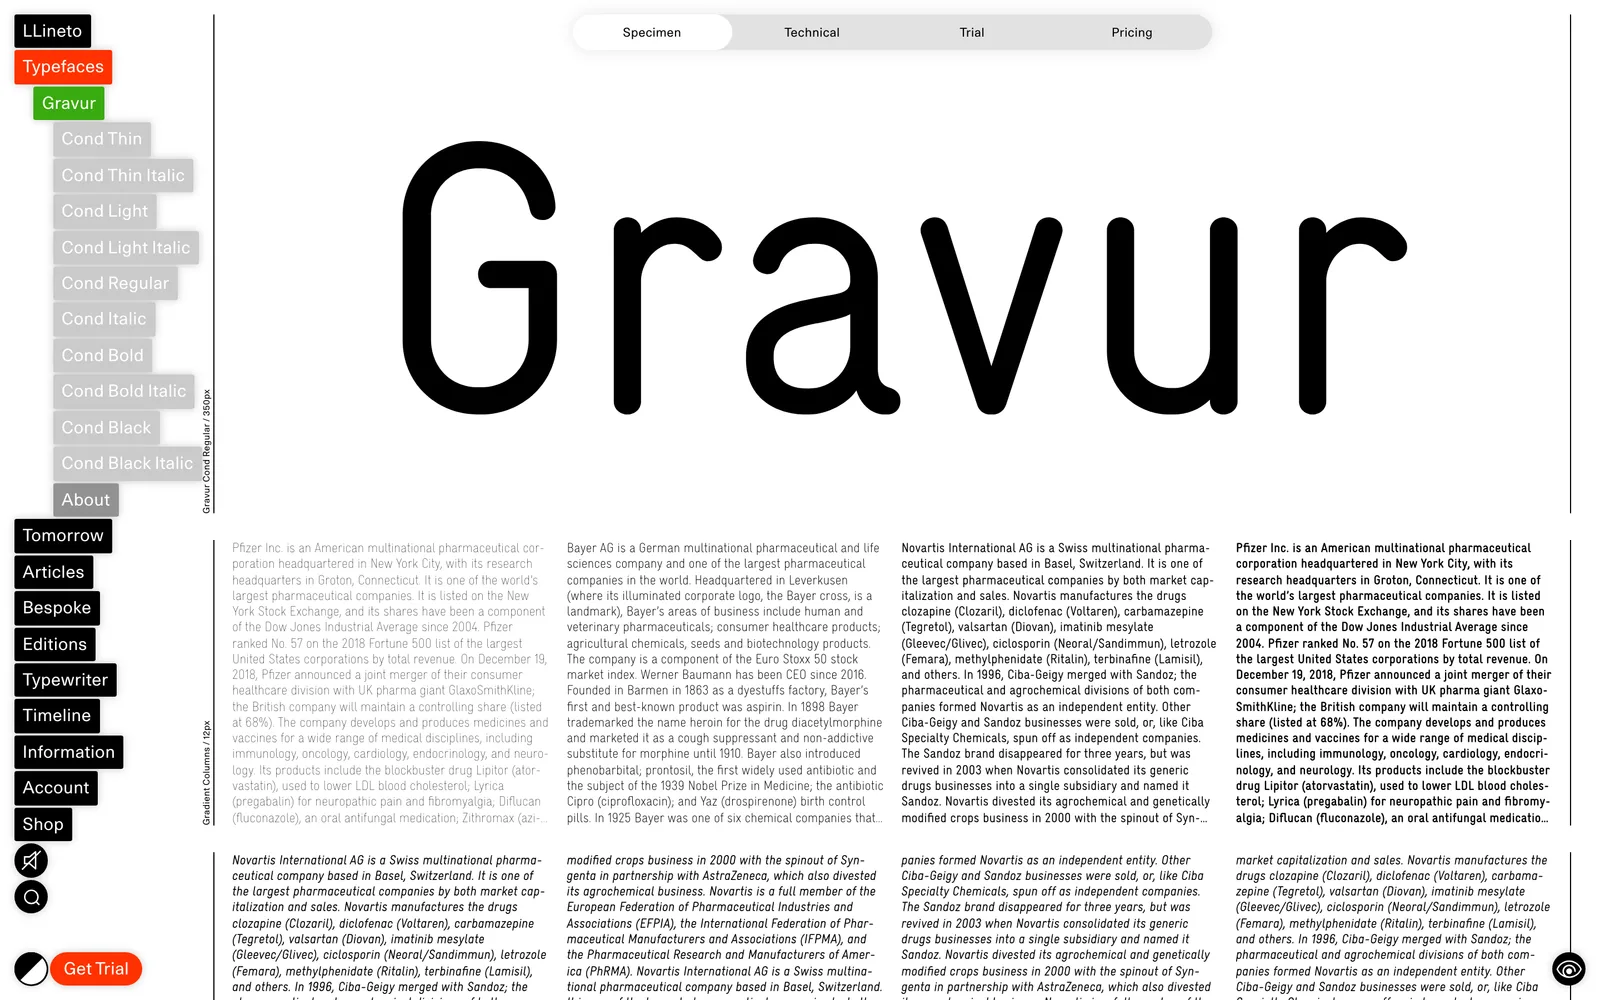 LLineto
Typefaces
Gravur
Cond Thin
Cond Thin Italic
Cond Light
Cond Light Italic
Cond Regular
Cond Italic
Cond Bold
Cond Bold Italic
Cond Black
Cond Black Italic
About
Tomorrow
Articles
Bespoke
Editions
Typewriter
Timeline
Information
Account
Shop
Get Trial
Specimen
Technical
Trial
Pricing
Gravur Cond Regular / 350px
Gravur
Gradient Columns / 12px
Pfizer Inc. is an American multinational pharmaceutical cor-
poration headquartered in New York City, with its research
headquarters in Groton, Connecticut. It is one of the world's
largest pharmaceutical companies. It is listed on the New
York Stock Exchange, and its shares have been a component
of the Dow Jones Industrial Average since 2004. Pfizer
ranked No. 57 on the 2018 Fortune 500 list of the largest
United States corporations by total revenue. On December 19,
2018, Pfizer announced a joint merger of their consumer
healthcare division with UK pharma giant GlaxoSmithKline;
the British company will maintain a controlling share (listed
at 68%). The company develops and produces medicines and
vaccines for a wide range of medical disciplines, including
immunology, oncology, cardiology, endocrinology, and neuro-
logy. Its products include the blockbuster drug Lipitor (ator-
vastatin), used to lower LDL blood cholesterol; Lyrica
(pregabalin) for neuropathic pain and fibromyalgia; Diflucan
(fluconazole), an oral antifungal medication; Zithromax (azi-…
Bayer AG is a German multinational pharmaceutical and life
sciences company and one of the largest pharmaceutical
companies in the world. Headquartered in Leverkusen
(where its illuminated corporate logo, the Bayer cross, is a
landmark), Bayer's areas of business include human and
veterinary pharmaceuticals; consumer healthcare products;
agricultural chemicals, seeds and biotechnology products.
The company is a component of the Euro Stoxx 50 stock
market index. Werner Baumann has been CEO since 2016.
Founded in Barmen in 1863 as a dyestuffs factory, Bayer's
first and best-known product was aspirin. In 1898 Bayer
trademarked the name heroin for the drug diacetylmorphine
and marketed it as a cough suppressant and non-addictive
substitute for morphine until 1910. Bayer also introduced
phenobarbital; prontosil, the first widely used antibiotic and
the subject of the 1939 Nobel Prize in Medicine; the antibiotic
Cipro (ciprofloxacin); and Yaz (drospirenone) birth control
pills. In 1925 Bayer was one of six chemical companies that…
Novartis International AG is a Swiss multinational pharma-
ceutical company based in Basel, Switzerland. It is one of
the largest pharmaceutical companies by both market cap-
italization and sales. Novartis manufactures the drugs
clozapine (Clozaril), diclofenac (Voltaren), carbamazepine
(Tegretol), valsartan (Diovan), imatinib mesylate
(Gleevec/Glivec), ciclosporin (Neoral/Sandimmun), letrozole
(Femara), methylphenidate (Ritalin), terbinafine (Lamisil),
and others. In 1996, Ciba-Geigy merged with Sandoz; the
pharmaceutical and agrochemical divisions of both com-
panies formed Novartis as an independent entity. Other
Ciba-Geigy and Sandoz businesses were sold, or, like Ciba
Specialty Chemicals, spun off as independent companies.
The Sandoz brand disappeared for three years, but was
revived in 2003 when Novartis consolidated its generic
drugs businesses into a single subsidiary and named it
Sandoz. Novartis divested its agrochemical and genetically
modified crops business in 2000 with the spinout of Syn-…
Pfizer Inc. is an American multinational pharmaceutical
corporation headquartered in New York City, with its
research headquarters in Groton, Connecticut. It is one of
the world's largest pharmaceutical companies. It is listed
on the New York Stock Exchange, and its shares have been
a component of the Dow Jones Industrial Average since
2004. Pfizer ranked No. 57 on the 2018 Fortune 500 list of
the largest United States corporations by total revenue. On
December 19, 2018, Pfizer announced a joint merger of their
consumer healthcare division with UK pharma giant Glaxo-
SmithKline; the British company will maintain a controlling
share (listed at 68%). The company develops and produces
medicines and vaccines for a wide range of medical discip-
lines, including immunology, oncology, cardiology, endocri-
nology, and neurology. Its products include the blockbuster
drug Lipitor (atorvastatin), used to lower LDL blood choles-
terol; Lyrica (pregabalin) for neuropathic pain and fibromy-
algia; Diflucan (fluconazole), an oral antifungal medicatio…
Novartis International AG is a Swiss multinational pharma-
ceutical company based in Basel, Switzerland. It is one of
the largest pharmaceutical companies by both market cap-
italization and sales. Novartis manufactures the drugs
clozapine (Clozaril), diclofenac (Voltaren), carbamazepine
(Tegretol), valsartan (Diovan), imatinib mesylate
(Gleevec/Glivec), ciclosporin (Neoral/Sandimmun), letrozole
(Femara), methylphenidate (Ritalin), terbinafine (Lamisil),
and others. In 1996, Ciba-Geigy merged with Sandoz; the
modified crops business in 2000 with the spinout of Syn-
genta in partnership with AstraZeneca, which also divested
its agrochemical business. Novartis is a full member of the
European Federation of Pharmaceutical Industries and
Associations (EFPIA), the International Federation of Phar-
maceutical Manufacturers and Associations (IFPMA), and
the Pharmaceutical Research and Manufacturers of Amer-
ica (PhRMA). Novartis International AG is a Swiss multina-
tional pharmaceutical company based in Basel, Switzerland.
panies formed Novartis as an independent entity. Other
Ciba-Geigy and Sandoz businesses were sold, or, like Ciba
Specialty Chemicals, spun off as independent companies.
The Sandoz brand disappeared for three years, but was
revived in 2003 when Novartis consolidated its generic
drugs businesses into a single subsidiary and named it
Sandoz. Novartis divested its agrochemical and genetically
modified crops business in 2000 with the spinout of Syn-
genta in partnership with AstraZeneca, which also divested
market capitalization and sales. Novartis manufactures the
drugs clozapine (Clozaril), diclofenac (Voltaren), carbama-
zepine (Tegretol), valsartan (Diovan), imatinib mesylate
(Gleevec/Glivec), ciclosporin (Neoral/Sandimmun), letrozole
(Femara), methylphenidate (Ritalin), terbinafine (Lamisil),
and others. In 1996, Ciba-Geigy merged with Sandoz; the
pharmaceutical and agrochemical divisions of both com-
panies formed Novartis as an independent entity. Other
Ciba-Geigy and Sandoz businesses were sold, or, like Ciba